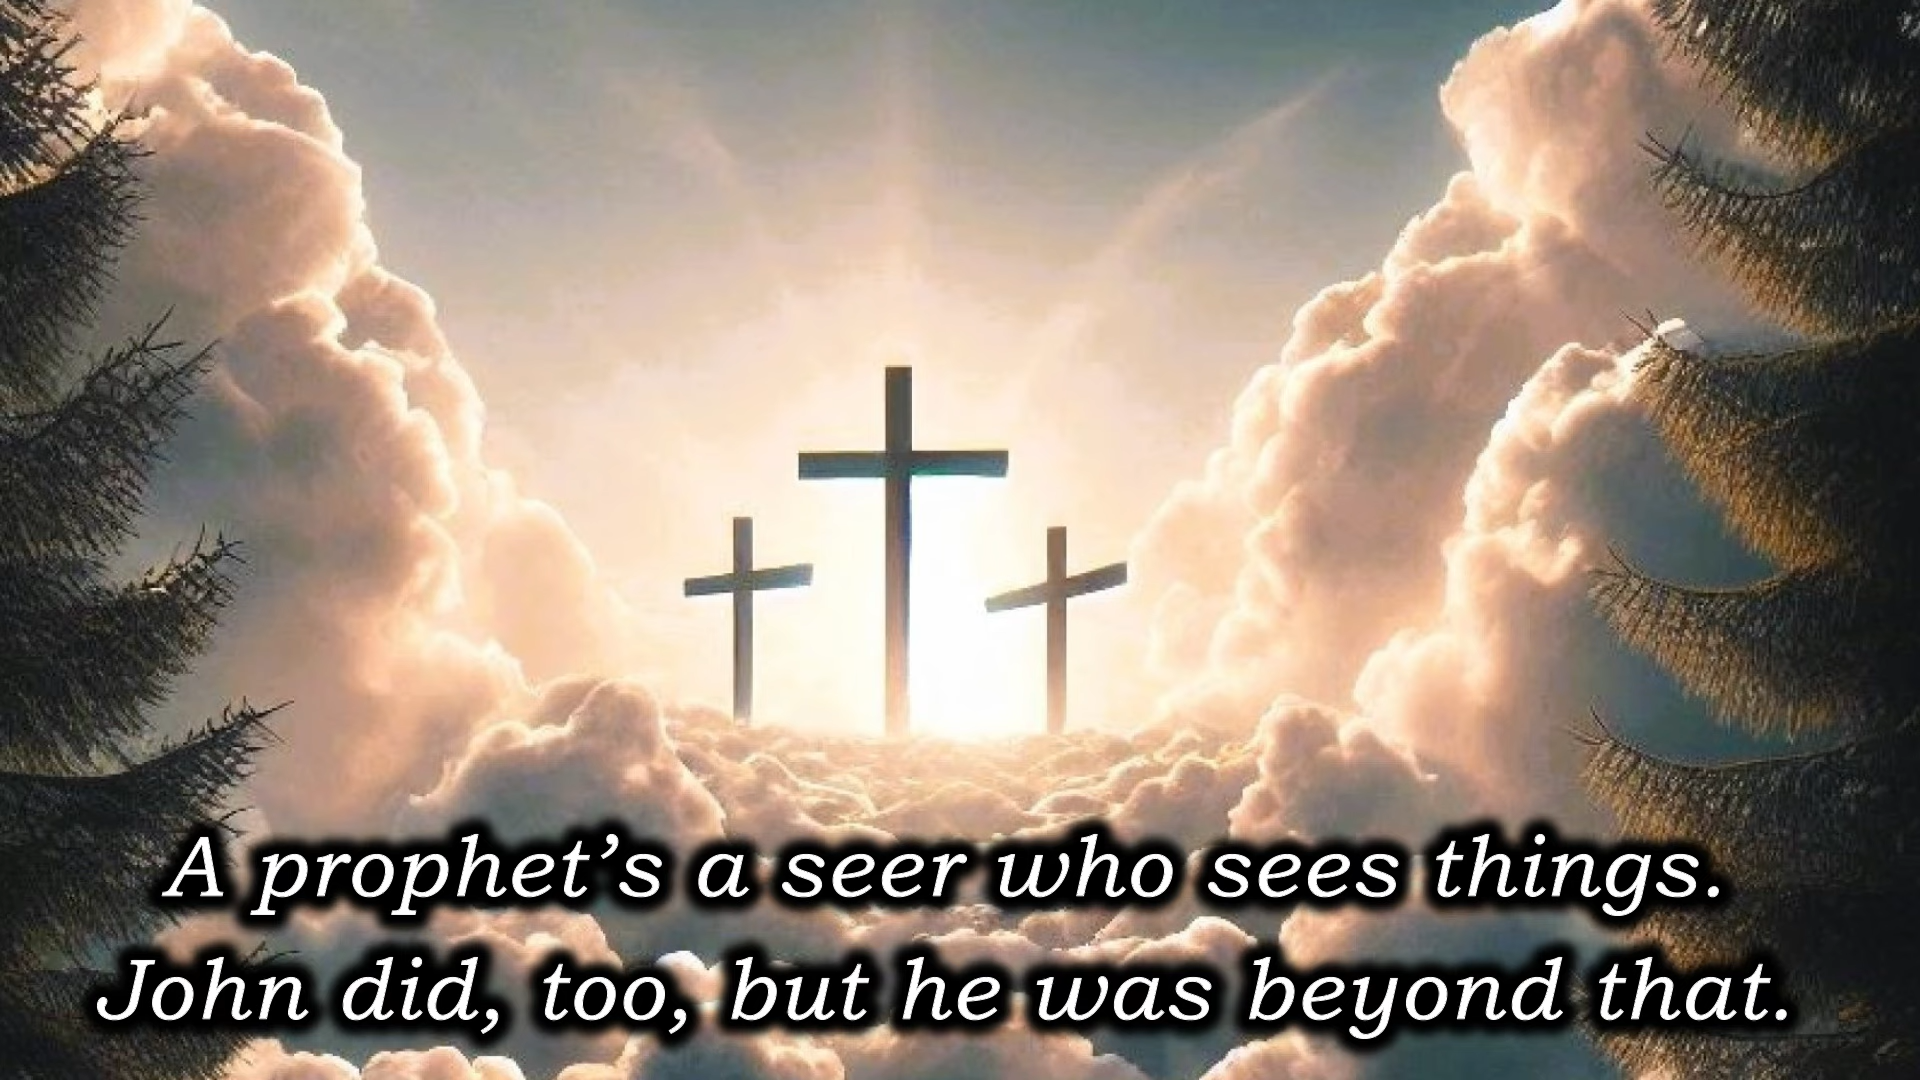 A prophet’s a seer who sees things.
John did, too, but he was beyond that.